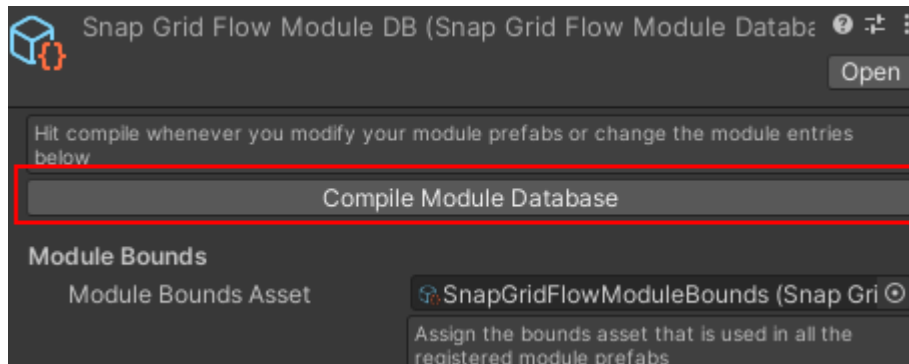 Snap Grid Flow Module DB (Snap Grid Flow Module Databa
Open
Hit compile whenever you modify your module prefabs or change the module entries
below
Compile Module Database
Module Bounds
Module Bounds Asset
SnapGridFlowModuleBounds (Snap Gri
Assign the bounds asset that is used in all the
registered module prefabs